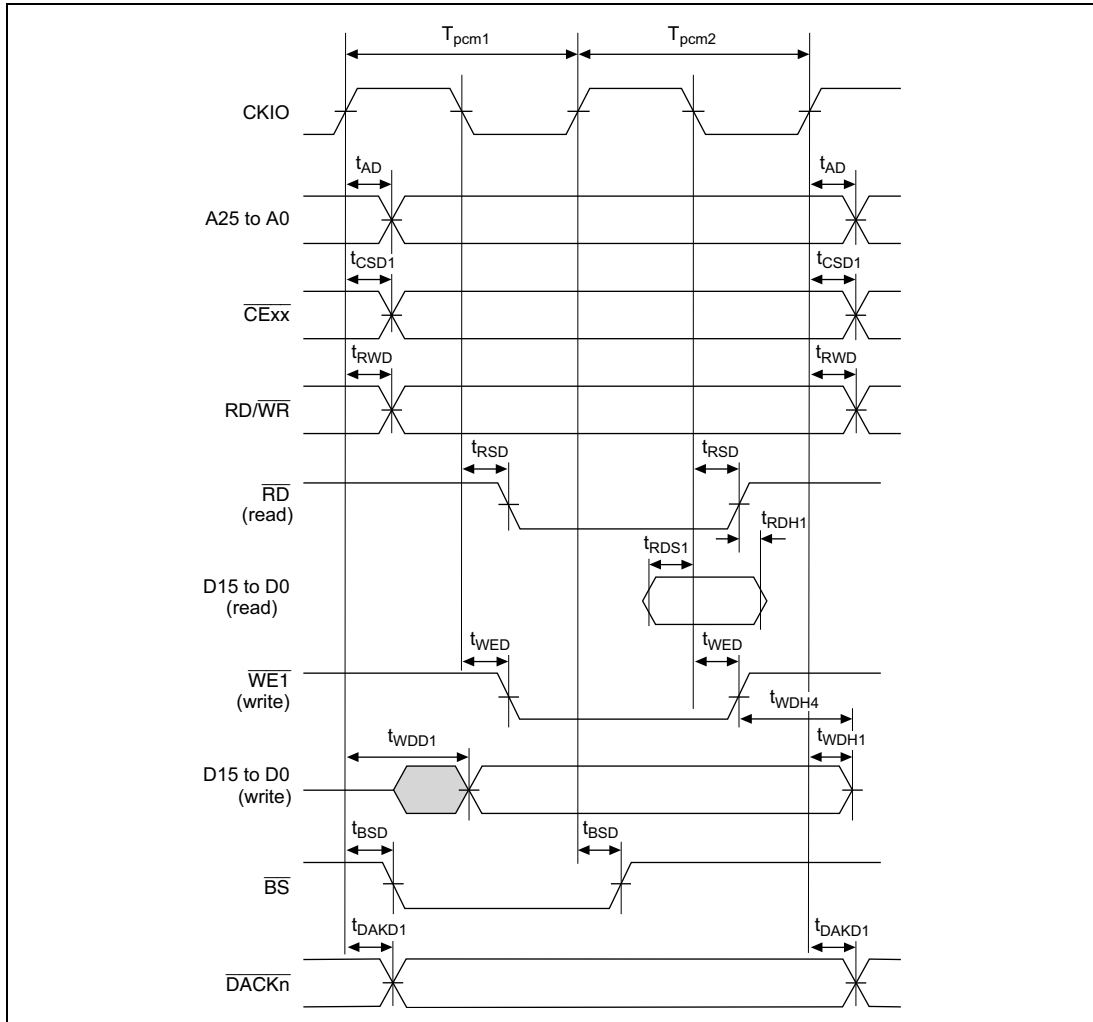 Tpcm1 Tpcm2
CKIO
tAD tAD
A25 to A0
tCSD1 tCSD1
CExx
tRWD tRWD
RD/WR
tRSD tRSD
RD
(read)
tRDH1
tRDS1
D15 to D0
(read)
tWED tWED
WE1
(write)
tWDH4
tWDD1 tWDH1
D15 to D0
(write)
tBSD tBSD
BS
tDAKD1 tDAKD1
DACKn